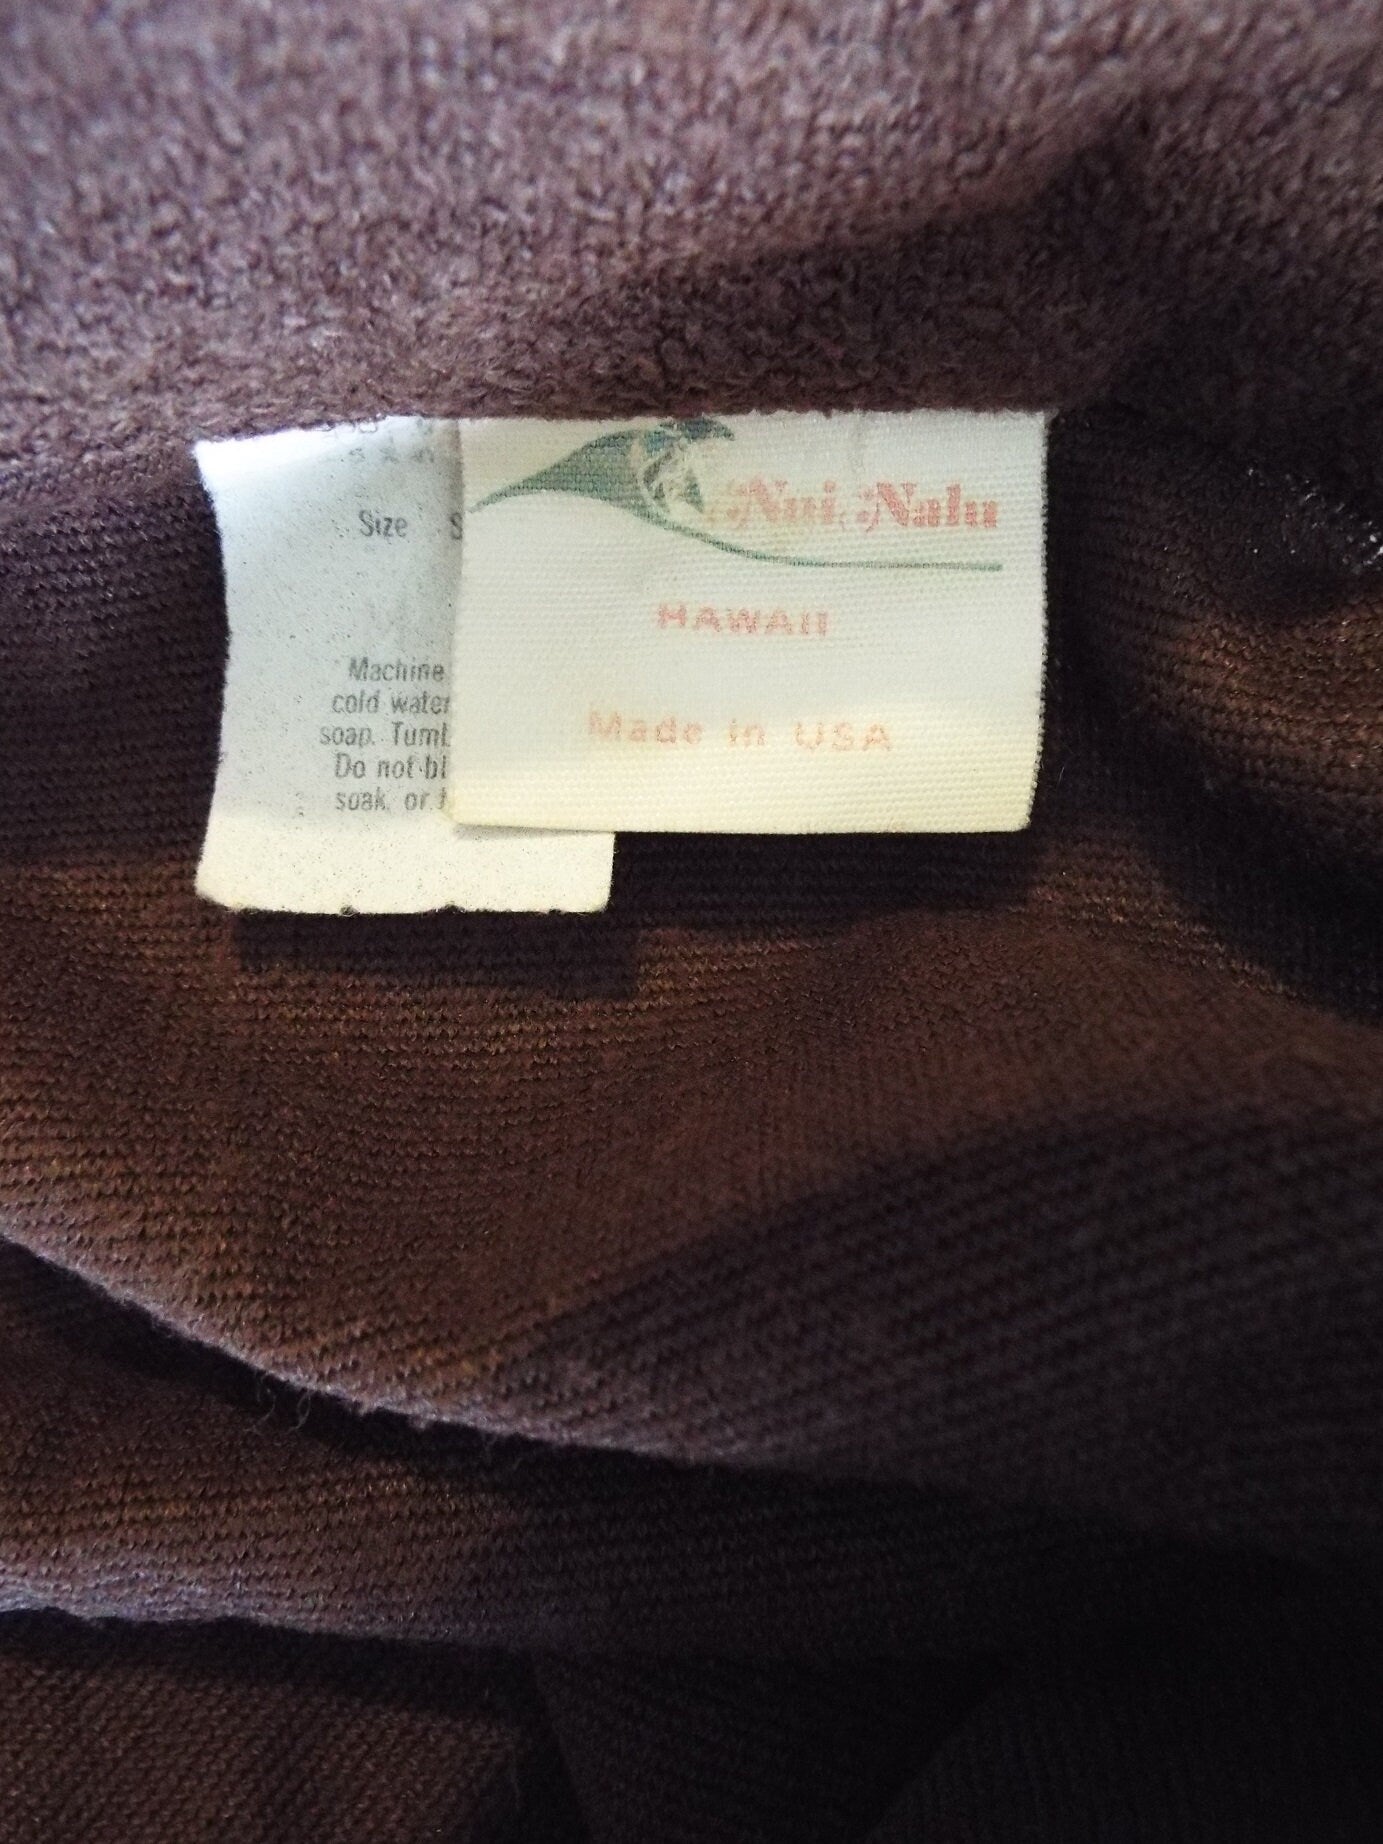 Nui Nalu
HAWAII
Made in USA
Size S
Machine
cold water
soap. Tumb
Do not bl
soak, or